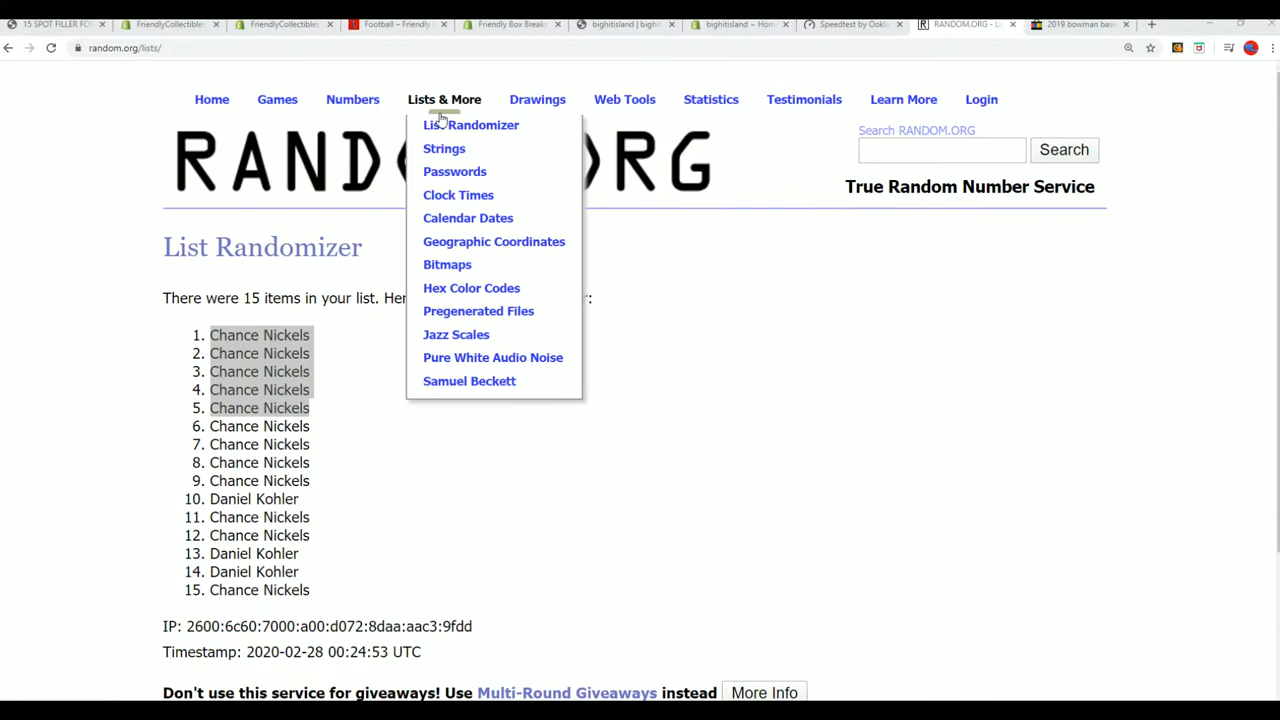 15 SPOT FILLER FO
FriendlyCollectibles
FriendlyCollectibles
Football – Friendly
Friendly Box Breaks
bighitisland | bighit
bighitisland – Hom
Speedtest by Ookla
RANDOM.ORG - L
2019 bowman bas
random.org/lists/
Home
Games
Numbers
Lists & More
Drawings
Web Tools
Statistics
Testimonials
Learn More
Login
List Randomizer
Strings
Passwords
Clock Times
Calendar Dates
Geographic Coordinates
Bitmaps
Hex Color Codes
Pregenerated Files
Jazz Scales
Pure White Audio Noise
Samuel Beckett
RANDO RG
Search RANDOM.ORG
Search
True Random Number Service
List Randomizer
There were 15 items in your list. Her :
1. Chance Nickels
2. Chance Nickels
3. Chance Nickels
4. Chance Nickels
5. Chance Nickels
6. Chance Nickels
7. Chance Nickels
8. Chance Nickels
9. Chance Nickels
10. Daniel Kohler
11. Chance Nickels
12. Chance Nickels
13. Daniel Kohler
14. Daniel Kohler
15. Chance Nickels
IP: 2600:6c60:7000:a00:d072:8daa:aac3:9fdd
Timestamp: 2020-02-28 00:24:53 UTC
Don't use this service for giveaways! Use Multi-Round Giveaways instead
More Info